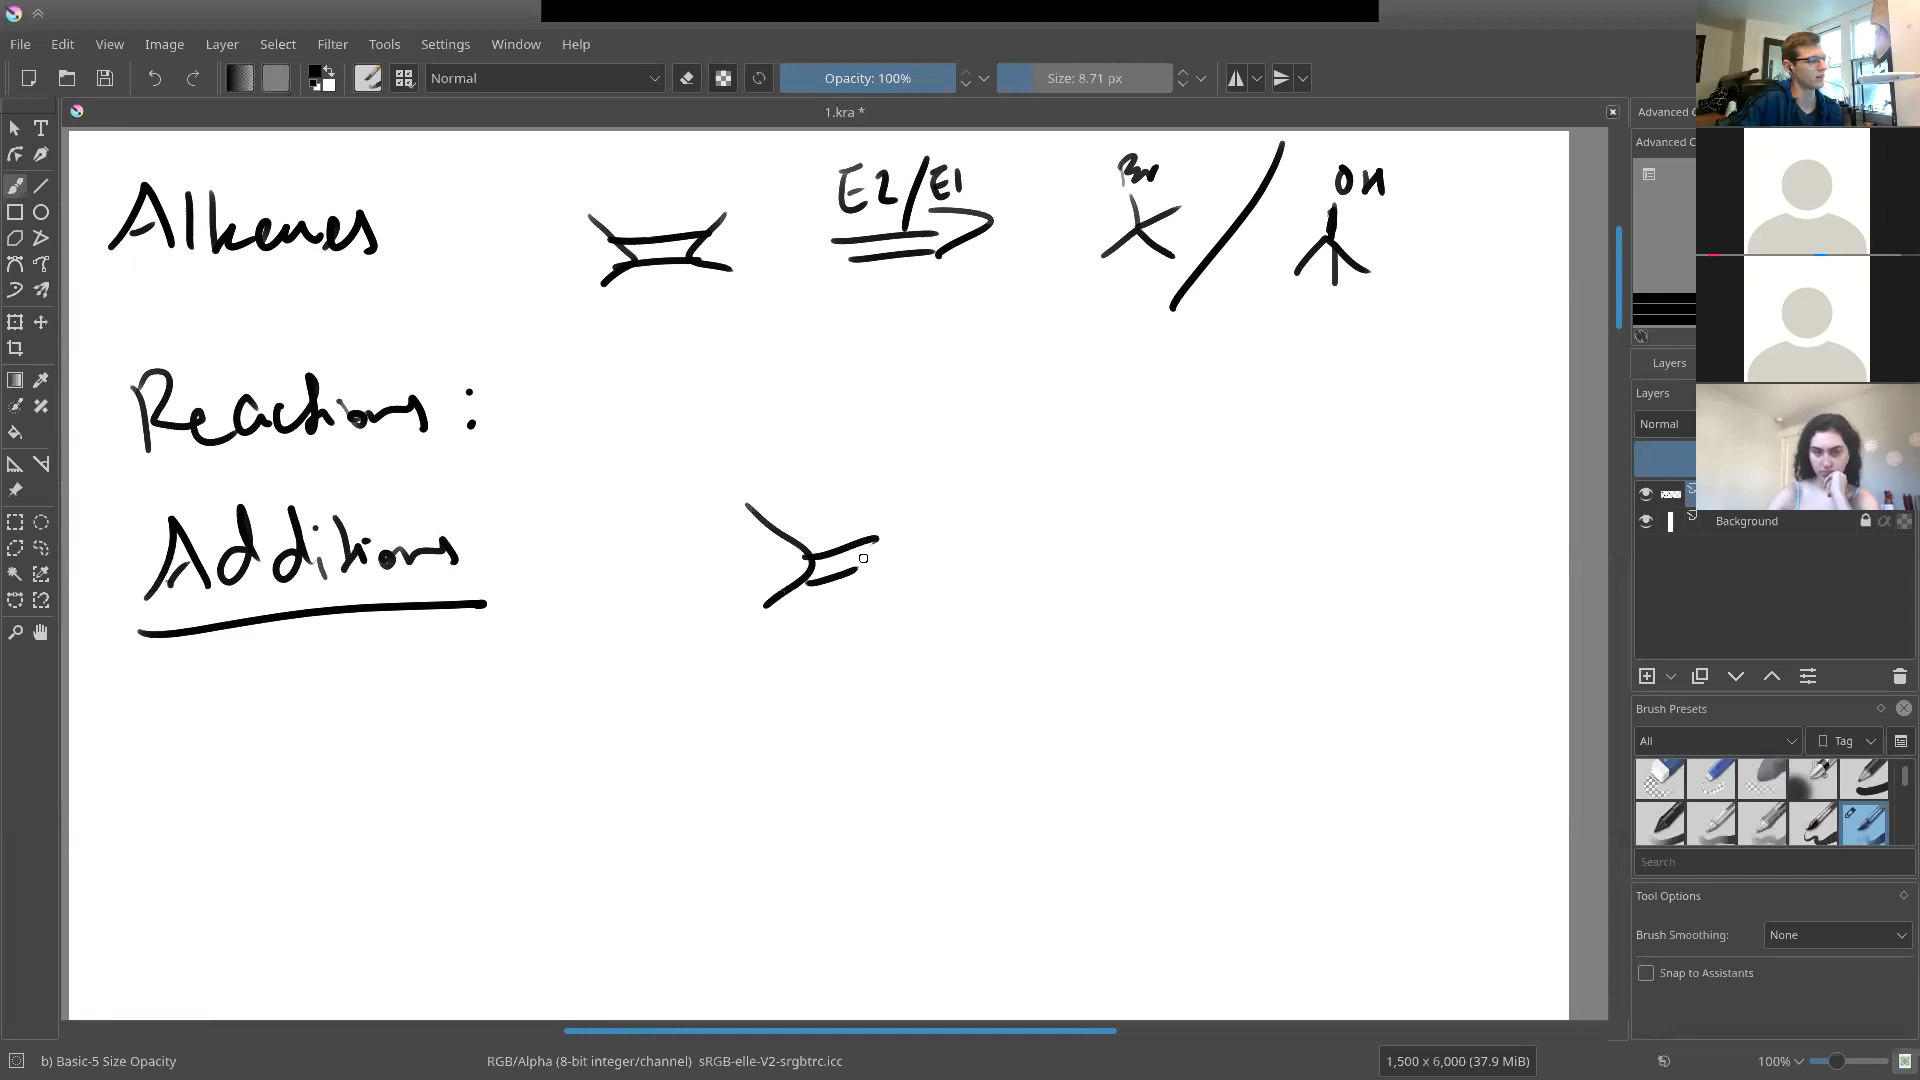 File Edit View Image Layer Select Filter Tools Settings Window Help
Normal Opacity: 100% Size: 8.71 px
1.kra *
Advanced C
Advanced C
Alkenes E2/E1 Br / OH
Layers
Layers
Normal
Reactions :
Background
Additions
Brush Presets
All Tag
Search
Tool Options
Brush Smoothing: None
Snap to Assistants
b) Basic-5 Size Opacity RGB/Alpha (8-bit integer/channel) sRGB-elle-V2-srgbtrc.icc 1,500 x 6,000 (37.9 MiB) 100%